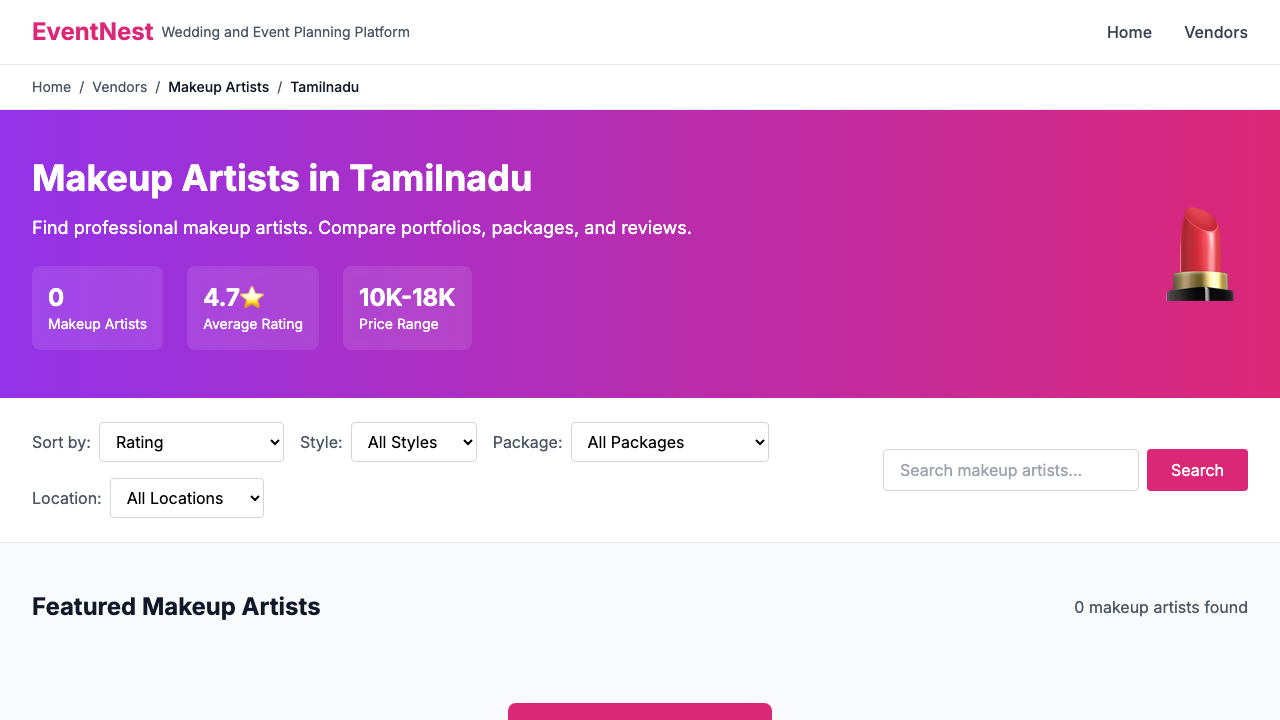 EventNest Wedding and Event Planning Platform Home Vendors
Home / Vendors / Makeup Artists / Tamilnadu
Makeup Artists in Tamilnadu
Find professional makeup artists. Compare portfolios, packages, and reviews.
0 4.7⭐ 10K-18K
Makeup Artists Average Rating Price Range
Sort by: Rating Style: All Styles Package: All Packages
Search makeup artists... Search
Location: All Locations
Featured Makeup Artists 0 makeup artists found